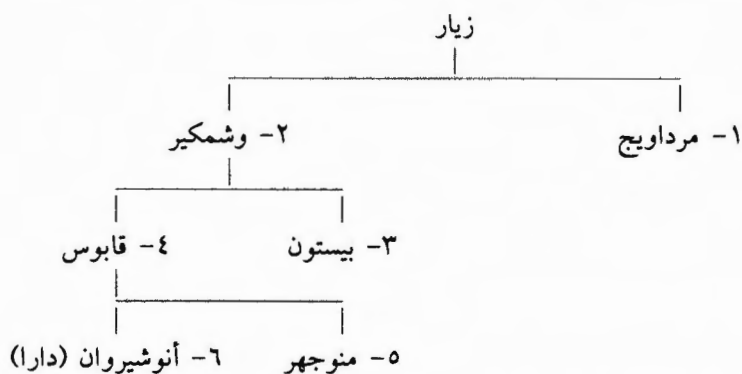 زيار
١- مرداويج
٢- وشمكير
٣- بيستون
٤- قابوس
٥- منوجهر
٦- أنوشيروان (دارا)